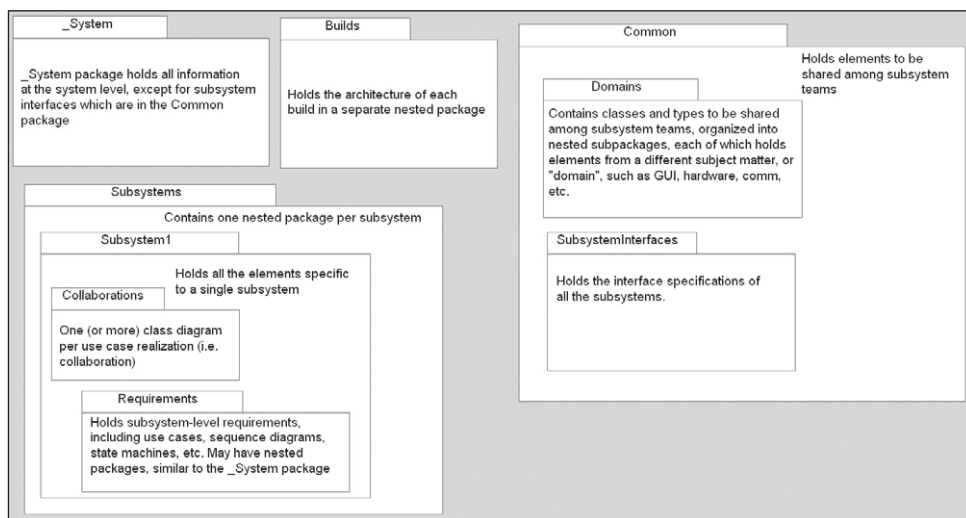 _System
_System package holds all information
at the system level, except for subsystem
interfaces which are in the Common
package
Builds
Holds the architecture of each
build in a separate nested package
Common
Holds elements to be
shared among subsystem
teams
Domains
Contains classes and types to be shared
among subsystem teams, organized into
nested subpackages, each of which holds
elements from a different subject matter, or
"domain", such as GUI, hardware, comm,
etc.
SubsystemInterfaces
Holds the interface specifications of
all the subsystems.
Subsystems
Contains one nested package per subsystem
Subsystem1
Holds all the elements specific
to a single subsystem
Collaborations
One (or more) class diagram
per use case realization (i.e.
collaboration)
Requirements
Holds subsystem-level requirements,
including use cases, sequence diagrams,
state machines, etc. May have nested
packages, similar to the _System package